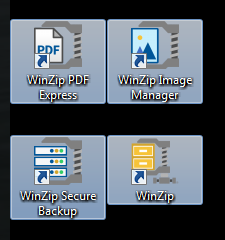 PDF
WinZip PDF
Express
WinZip Image
Manager
WinZip Secure
Backup
WinZip